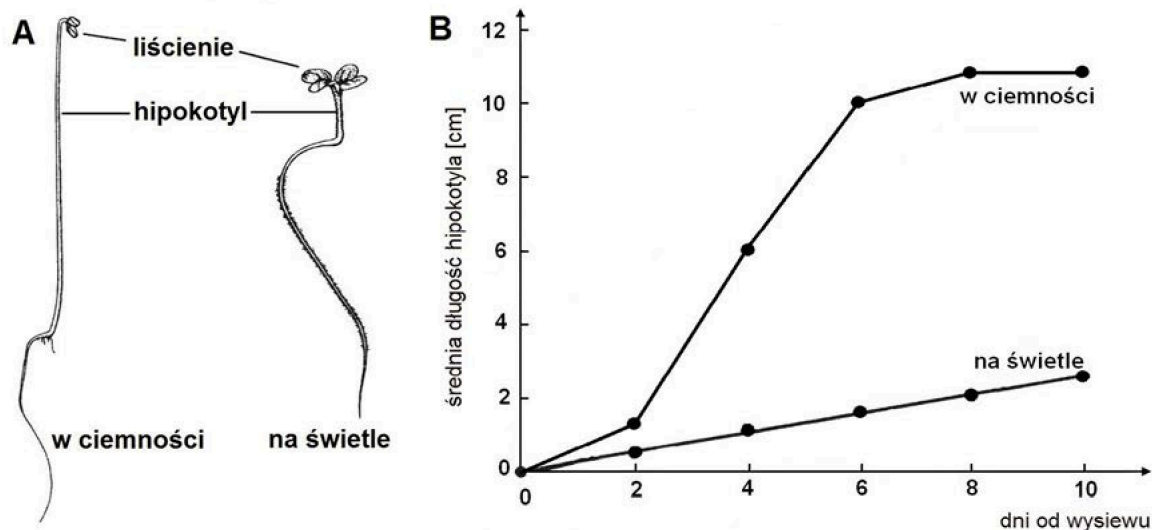 A
liścienie
hipokotyl
w ciemności
na świetle
B
średnia długość hipokotyla [cm]
12
10
8
6
4
2
0
w ciemności
na świetle
0
2
4
6
8
10
dni od wysiewu